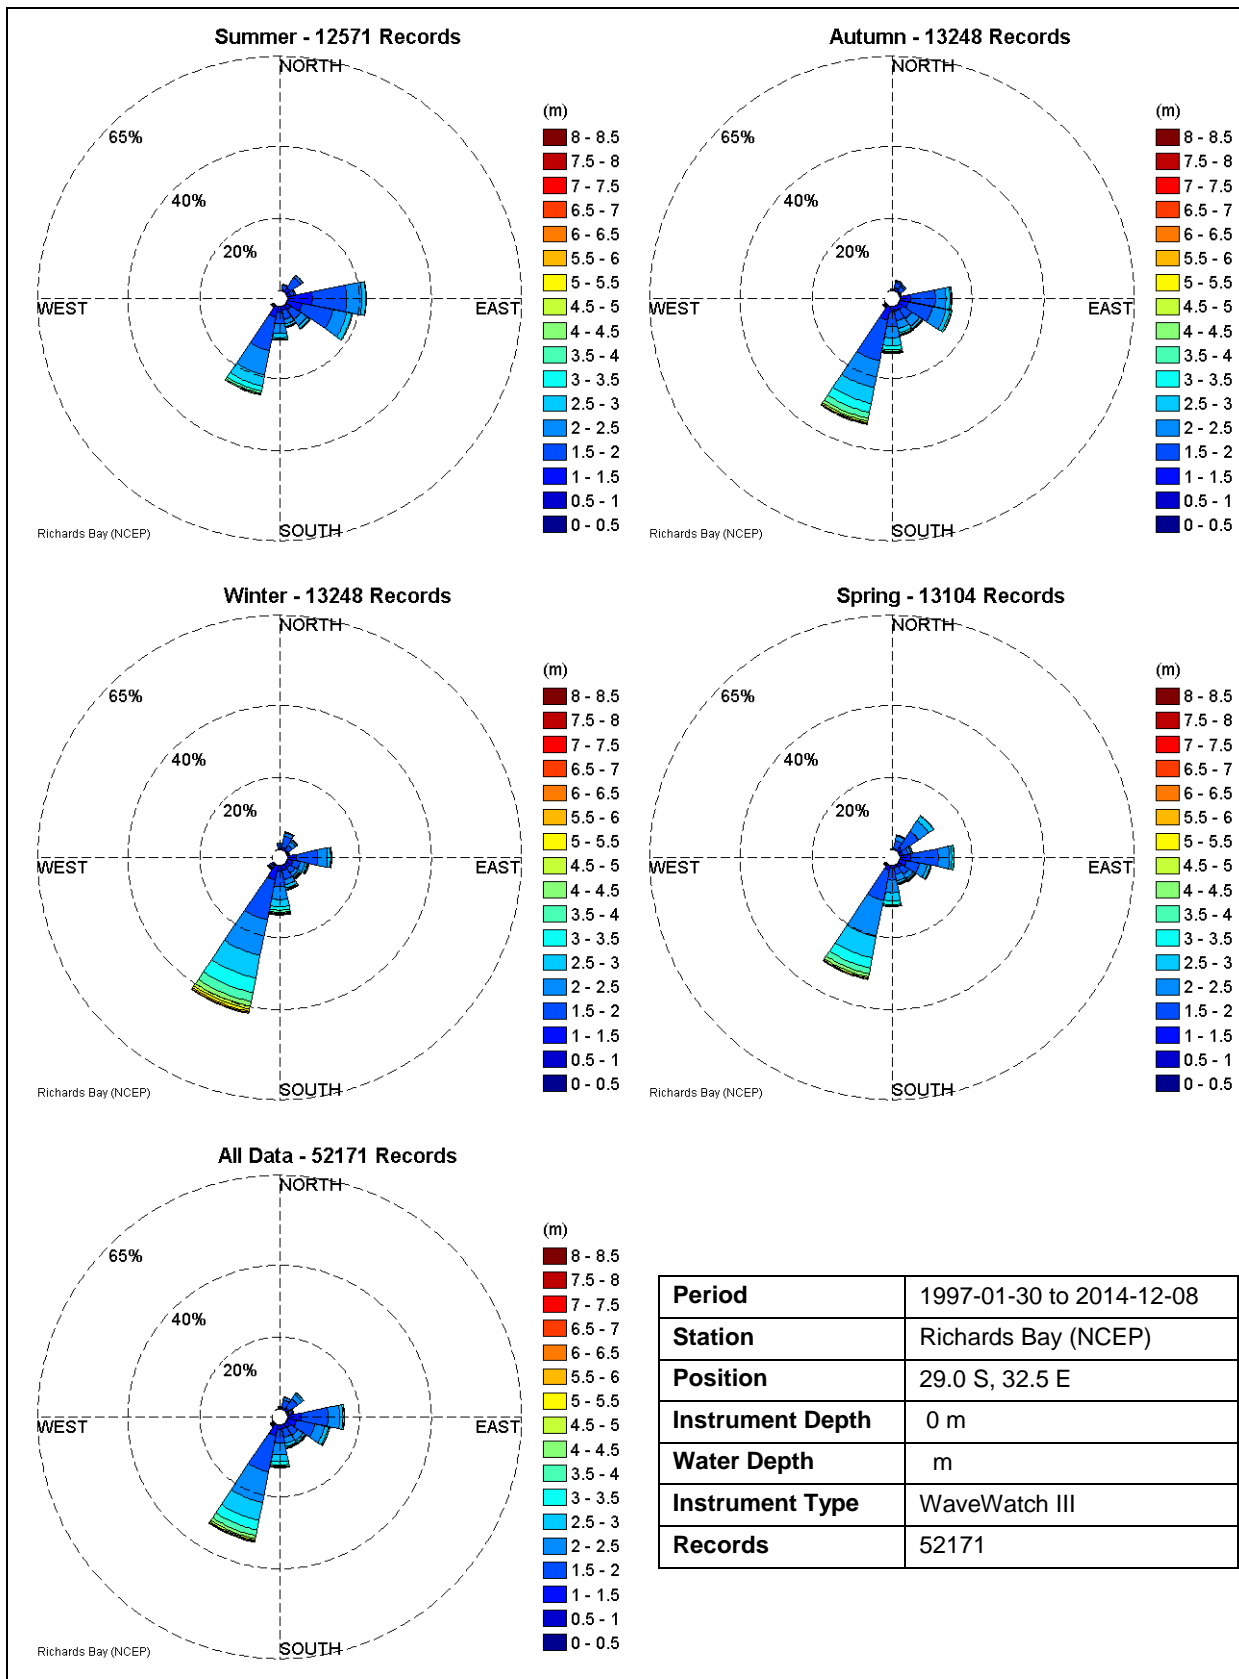 Summer - 12571 Records
NORTH
65%
40%
20%
WEST
EAST
SOUTH
Richards Bay (NCEP)
(m)
8 - 8.5
7.5 - 8
7 - 7.5
6.5 - 7
6 - 6.5
5.5 - 6
5 - 5.5
4.5 - 5
4 - 4.5
3.5 - 4
3 - 3.5
2.5 - 3
2 - 2.5
1.5 - 2
1 - 1.5
0.5 - 1
0 - 0.5
Autumn - 13248 Records
NORTH
65%
40%
20%
WEST
EAST
SOUTH
Richards Bay (NCEP)
(m)
8 - 8.5
7.5 - 8
7 - 7.5
6.5 - 7
6 - 6.5
5.5 - 6
5 - 5.5
4.5 - 5
4 - 4.5
3.5 - 4
3 - 3.5
2.5 - 3
2 - 2.5
1.5 - 2
1 - 1.5
0.5 - 1
0 - 0.5
Winter - 13248 Records
NORTH
65%
40%
20%
WEST
EAST
SOUTH
Richards Bay (NCEP)
(m)
8 - 8.5
7.5 - 8
7 - 7.5
6.5 - 7
6 - 6.5
5.5 - 6
5 - 5.5
4.5 - 5
4 - 4.5
3.5 - 4
3 - 3.5
2.5 - 3
2 - 2.5
1.5 - 2
1 - 1.5
0.5 - 1
0 - 0.5
Spring - 13104 Records
NORTH
65%
40%
20%
WEST
EAST
SOUTH
Richards Bay (NCEP)
(m)
8 - 8.5
7.5 - 8
7 - 7.5
6.5 - 7
6 - 6.5
5.5 - 6
5 - 5.5
4.5 - 5
4 - 4.5
3.5 - 4
3 - 3.5
2.5 - 3
2 - 2.5
1.5 - 2
1 - 1.5
0.5 - 1
0 - 0.5
All Data - 52171 Records
NORTH
65%
40%
20%
WEST
EAST
SOUTH
Richards Bay (NCEP)
(m)
8 - 8.5
7.5 - 8
7 - 7.5
6.5 - 7
6 - 6.5
5.5 - 6
5 - 5.5
4.5 - 5
4 - 4.5
3.5 - 4
3 - 3.5
2.5 - 3
2 - 2.5
1.5 - 2
1 - 1.5
0.5 - 1
0 - 0.5
Period 1997-01-30 to 2014-12-08
Station Richards Bay (NCEP)
Position 29.0 S, 32.5 E
Instrument Depth 0 m
Water Depth m
Instrument Type WaveWatch III
Records 52171